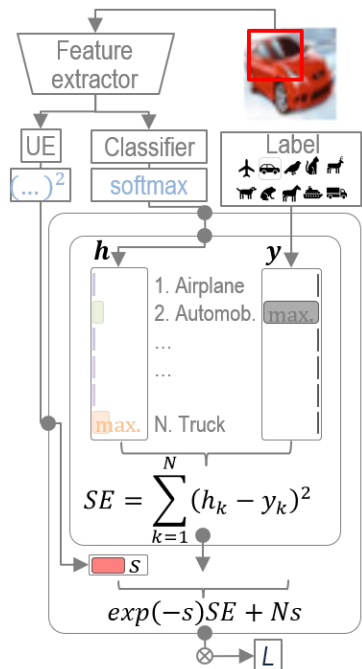 Feature
extractor
UE
Classifier
Label
(...)²
softmax
h
y
1. Airplane
2. Automob.
max.
...
...
max.
N. Truck
SE = \sum_{k=1}^{N} (h_k − y_k)²
s
exp(−s)SE + Ns
⊗
L